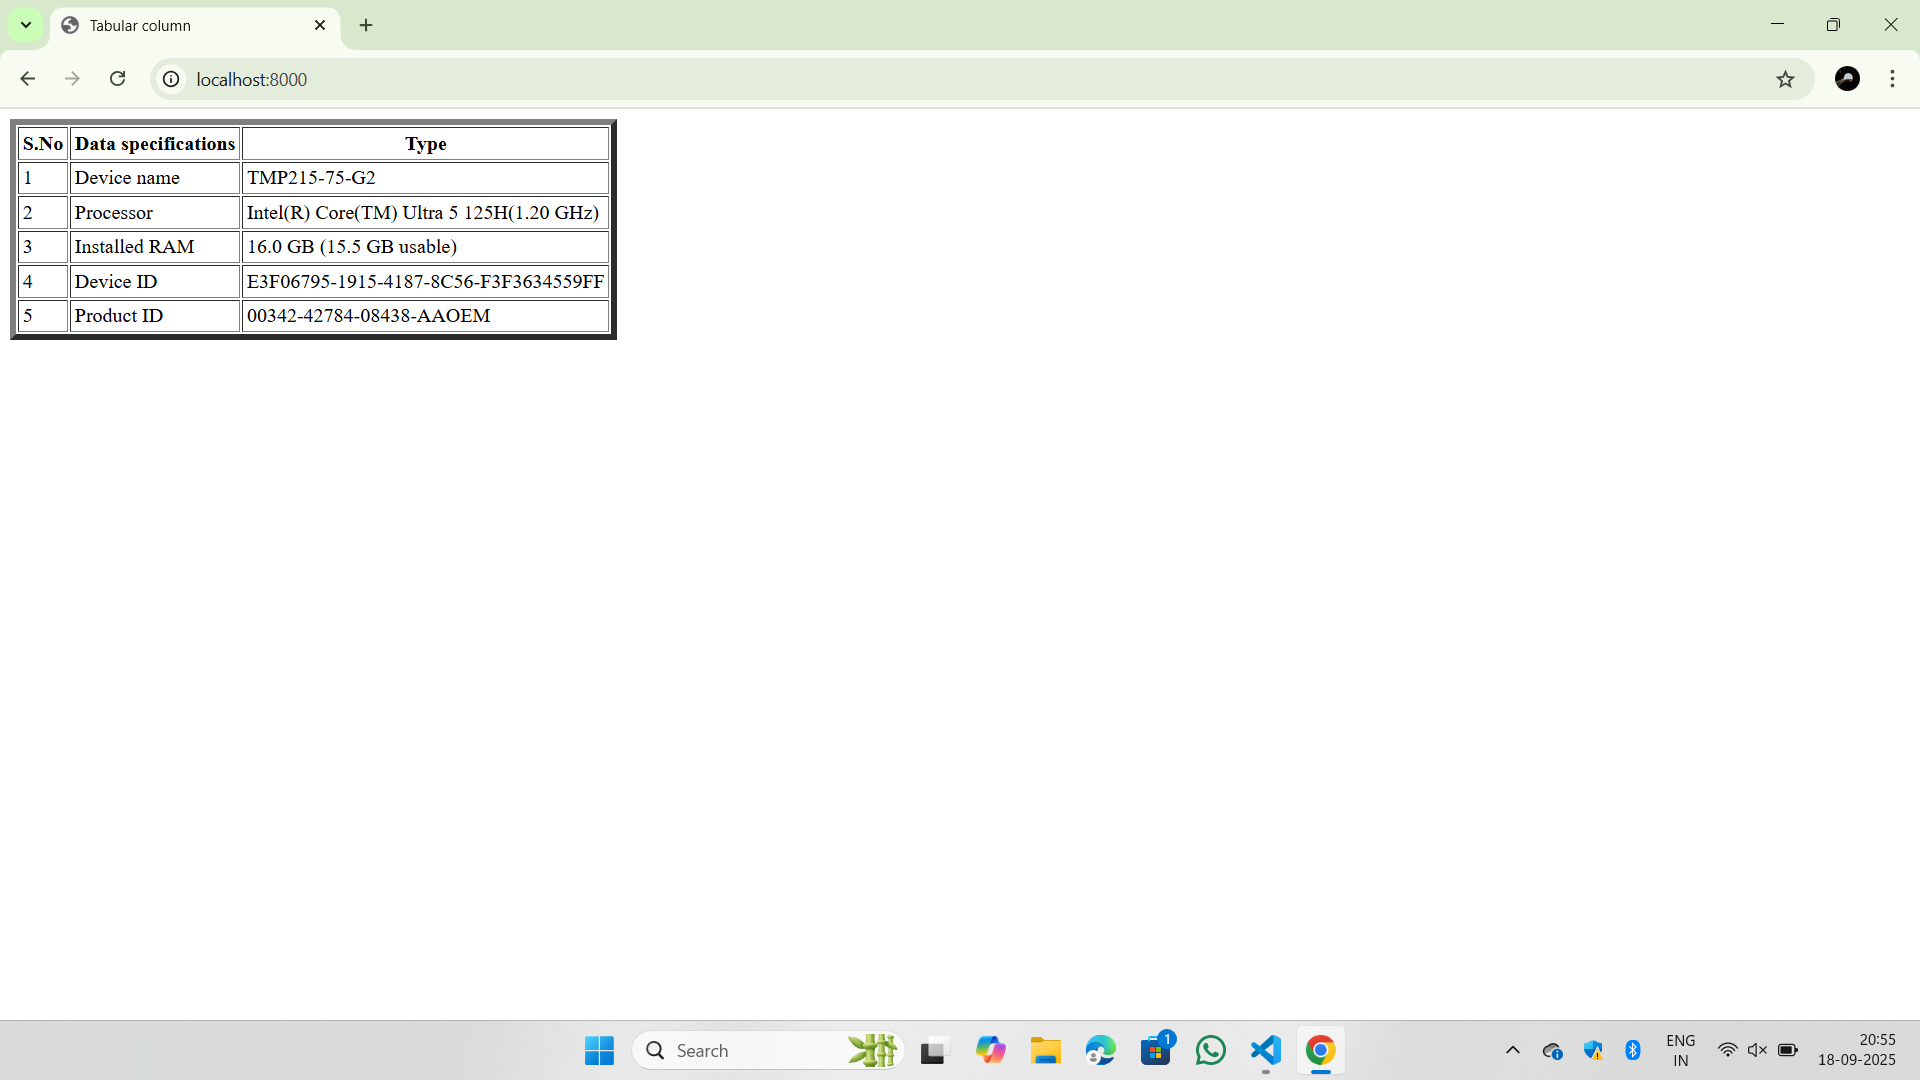 Tabular column
localhost:8000
S.No Data specifications Type
1 Device name TMP215-75-G2
2 Processor Intel(R) Core(TM) Ultra 5 125H(1.20 GHz)
3 Installed RAM 16.0 GB (15.5 GB usable)
4 Device ID E3F06795-1915-4187-8C56-F3F3634559FF
5 Product ID 00342-42784-08438-AAOEM
Search
1
ENG
IN
20:55
18-09-2025